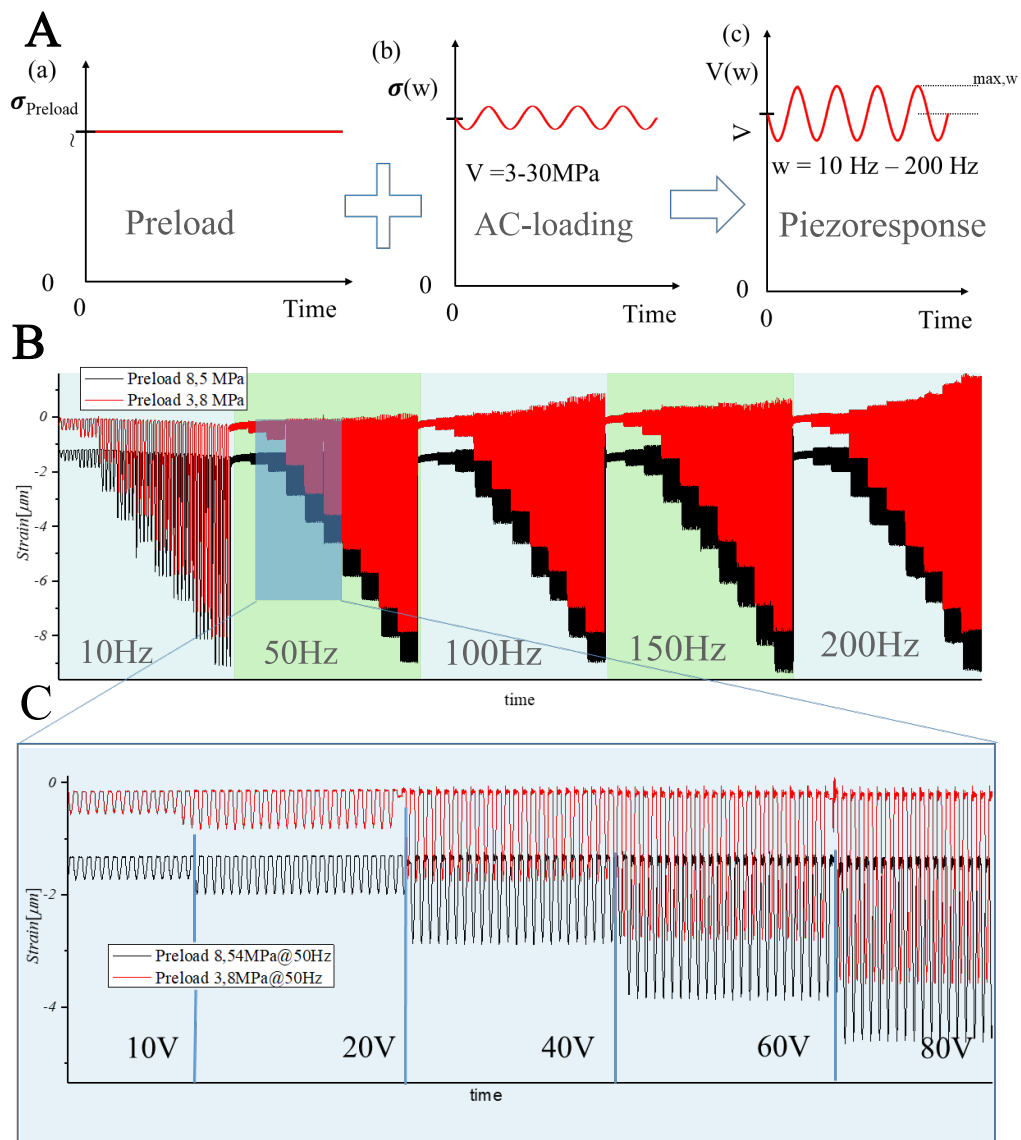 A
(a)
(b)
(c)
σPreload
~
Preload
0
0
Time
σ(w)
V =3-30MPa
AC-loading
0
Time
V(w)
max,w
V
w = 10 Hz – 200 Hz
Piezoresponse
0
0
Time
B
Preload 8,5 MPa
Preload 3,8 MPa
Strain[µm]
0
-2
-4
-6
-8
10Hz
50Hz
100Hz
150Hz
200Hz
time
C
Strain[µm]
0
-2
-4
Preload 8,54MPa@50Hz
Preload 3,8MPa@50Hz
10V
20V
40V
60V
80V
time